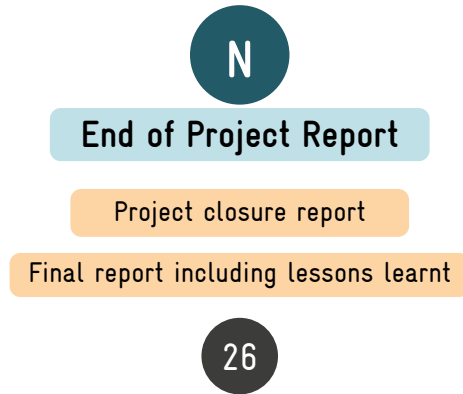 N
End of Project Report
Project closure report
Final report including lessons learnt
26